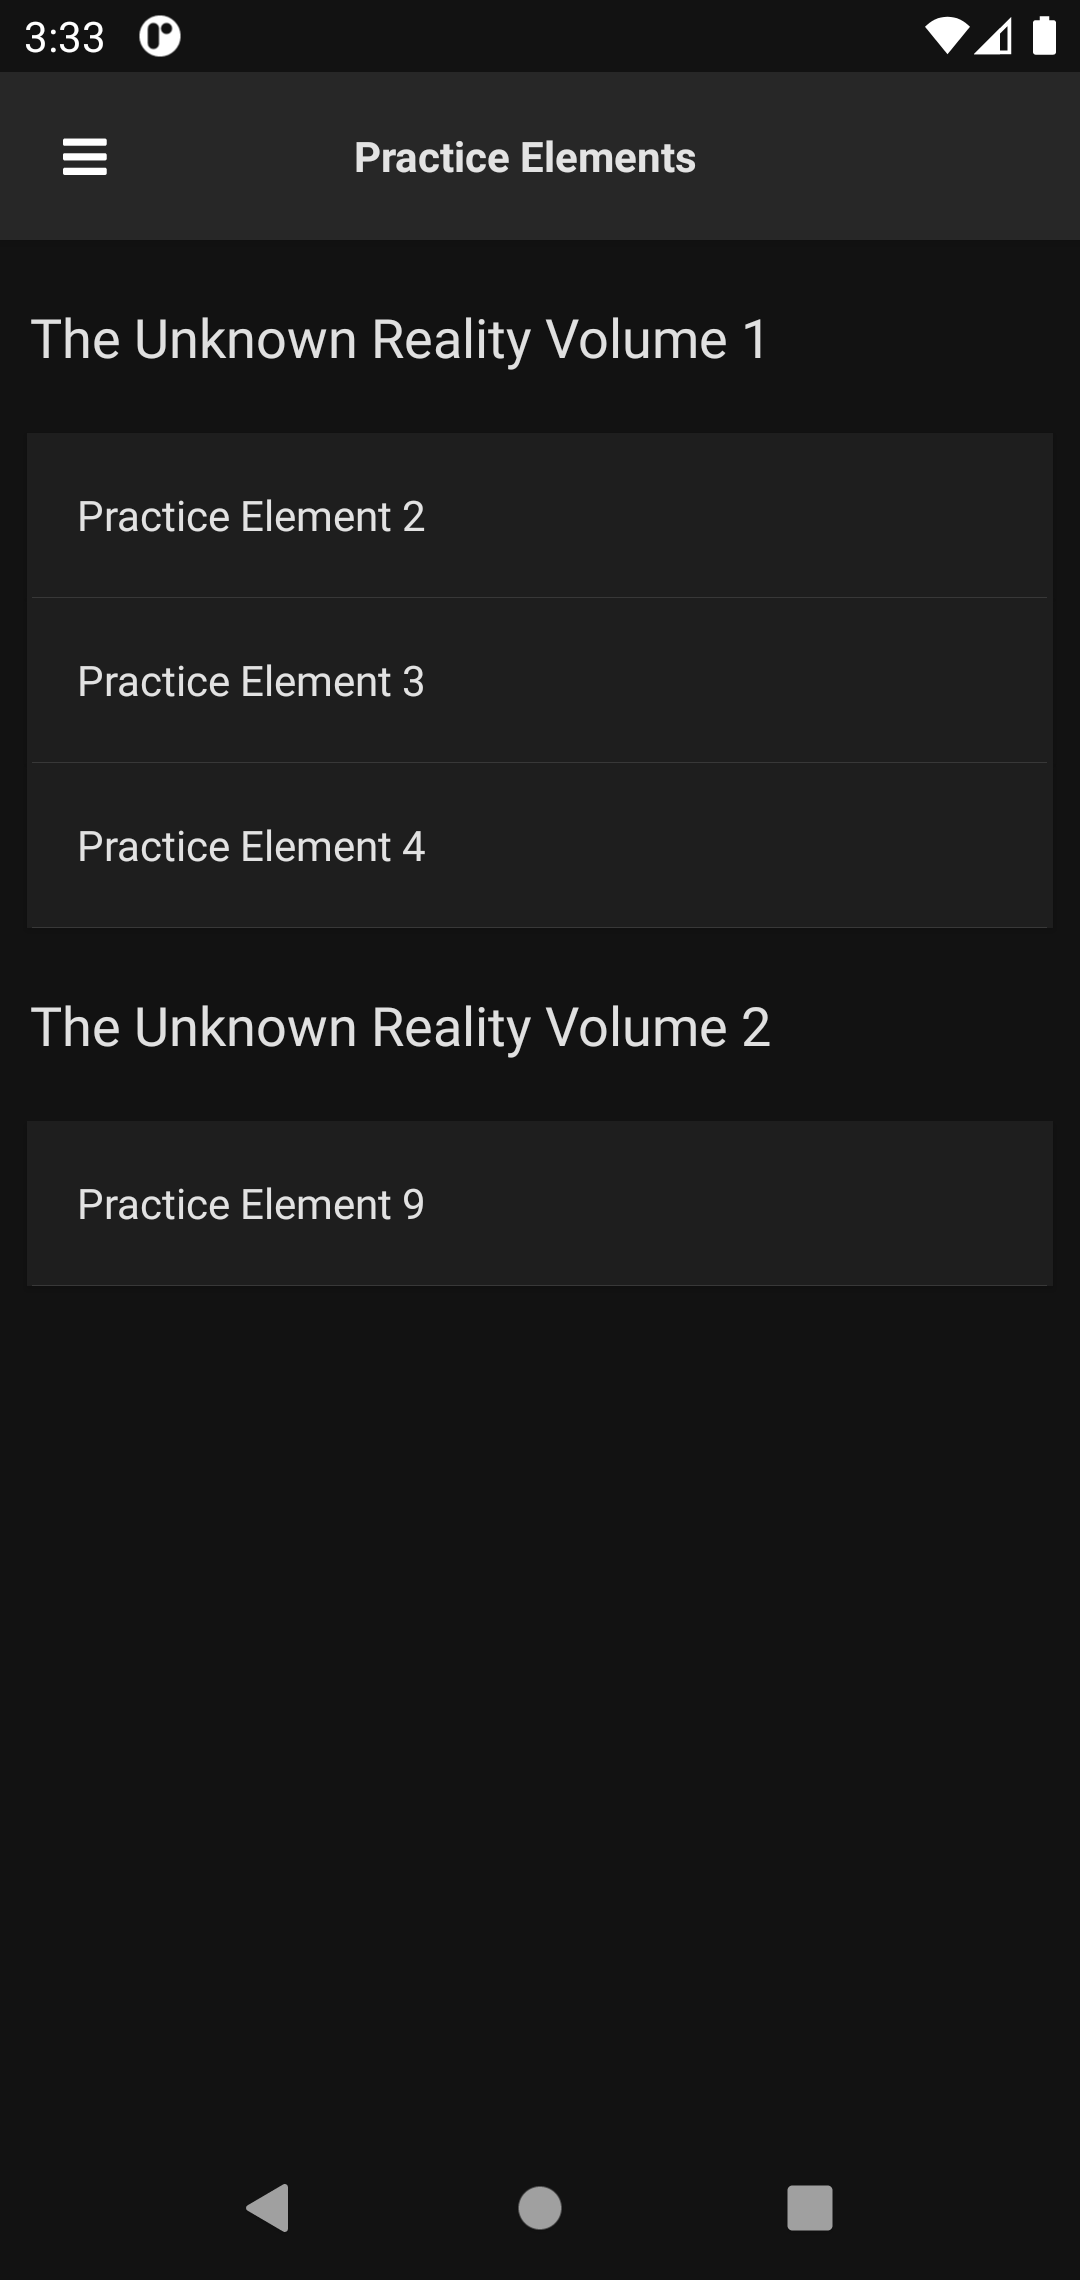 3:33
Practice Elements
The Unknown Reality Volume 1
Practice Element 2
Practice Element 3
Practice Element 4
The Unknown Reality Volume 2
Practice Element 9